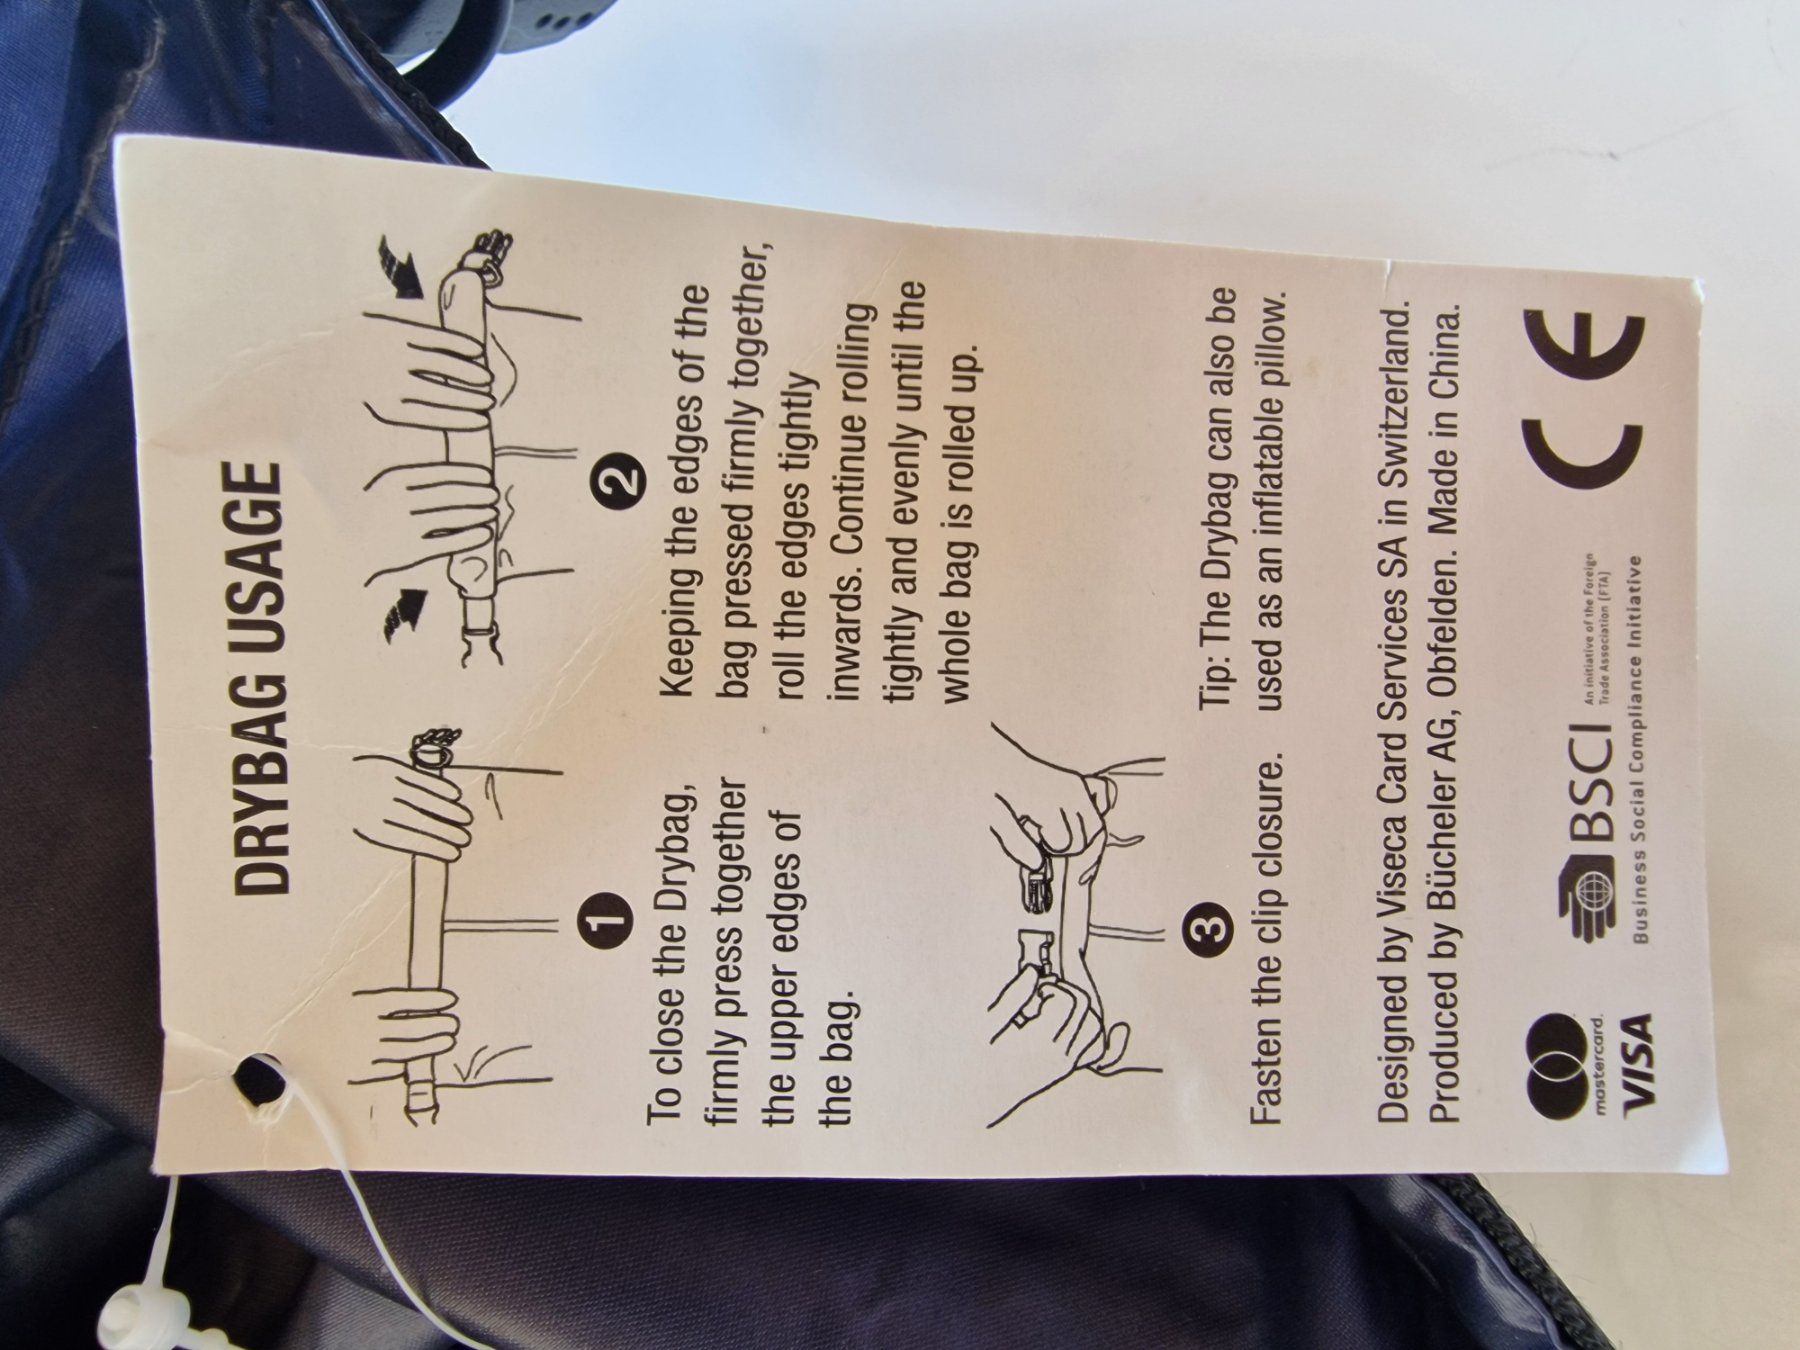 DRYBAG USAGE
1
To close the Drybag,
firmly press together
the upper edges of
the bag.
2
Keeping the edges of the
bag pressed firmly together,
roll the edges tightly
inwards. Continue rolling
tightly and evenly until the
whole bag is rolled up.
3
Fasten the clip closure.
Tip: The Drybag can also be
used as an inflatable pillow.
Designed by Viseca Card Services SA in Switzerland.
Produced by Bücheler AG, Obfelden. Made in China.
mastercard.
VISA
BSCI
An initiative of the Foreign
Trade Association (FTA)
Business Social Compliance Initiative
CE